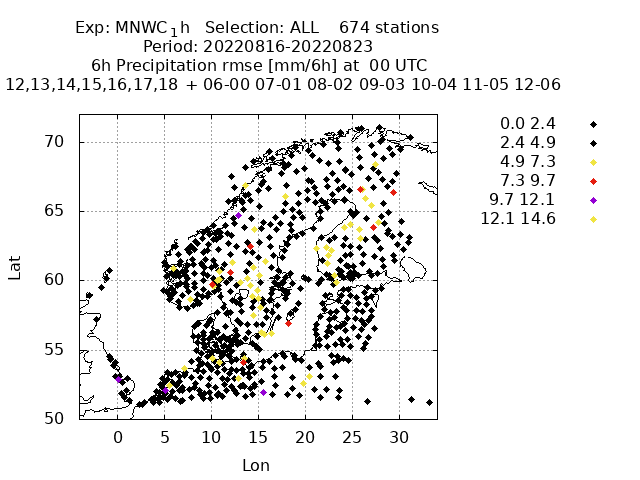 Exp: MNWC_1h Selection: ALL 674 stations
Period: 20220816-20220823
6h Precipitation rmse [mm/6h] at 00 UTC
12,13,14,15,16,17,18 + 06-00 07-01 08-02 09-03 10-04 11-05 12-06
0.0 2.4
2.4 4.9
4.9 7.3
7.3 9.7
9.7 12.1
12.1 14.6
Lat
70
65
60
55
50
0 5 10 15 20 25 30
Lon